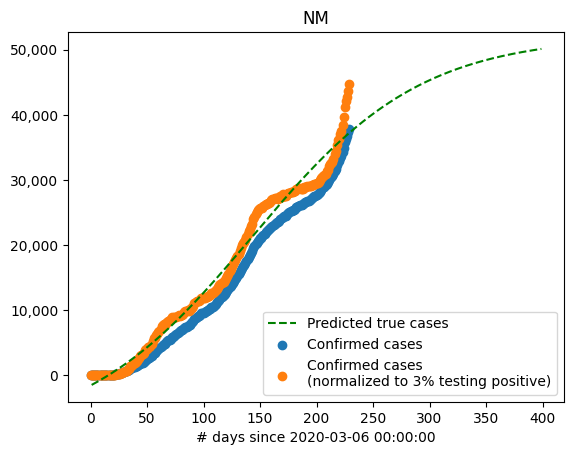 NM
50,000
40,000
30,000
20,000
10,000
0
Predicted true cases
Confirmed cases
Confirmed cases
(normalized to 3% testing positive)
0 50 100 150 200 250 300 350 400
# days since 2020-03-06 00:00:00